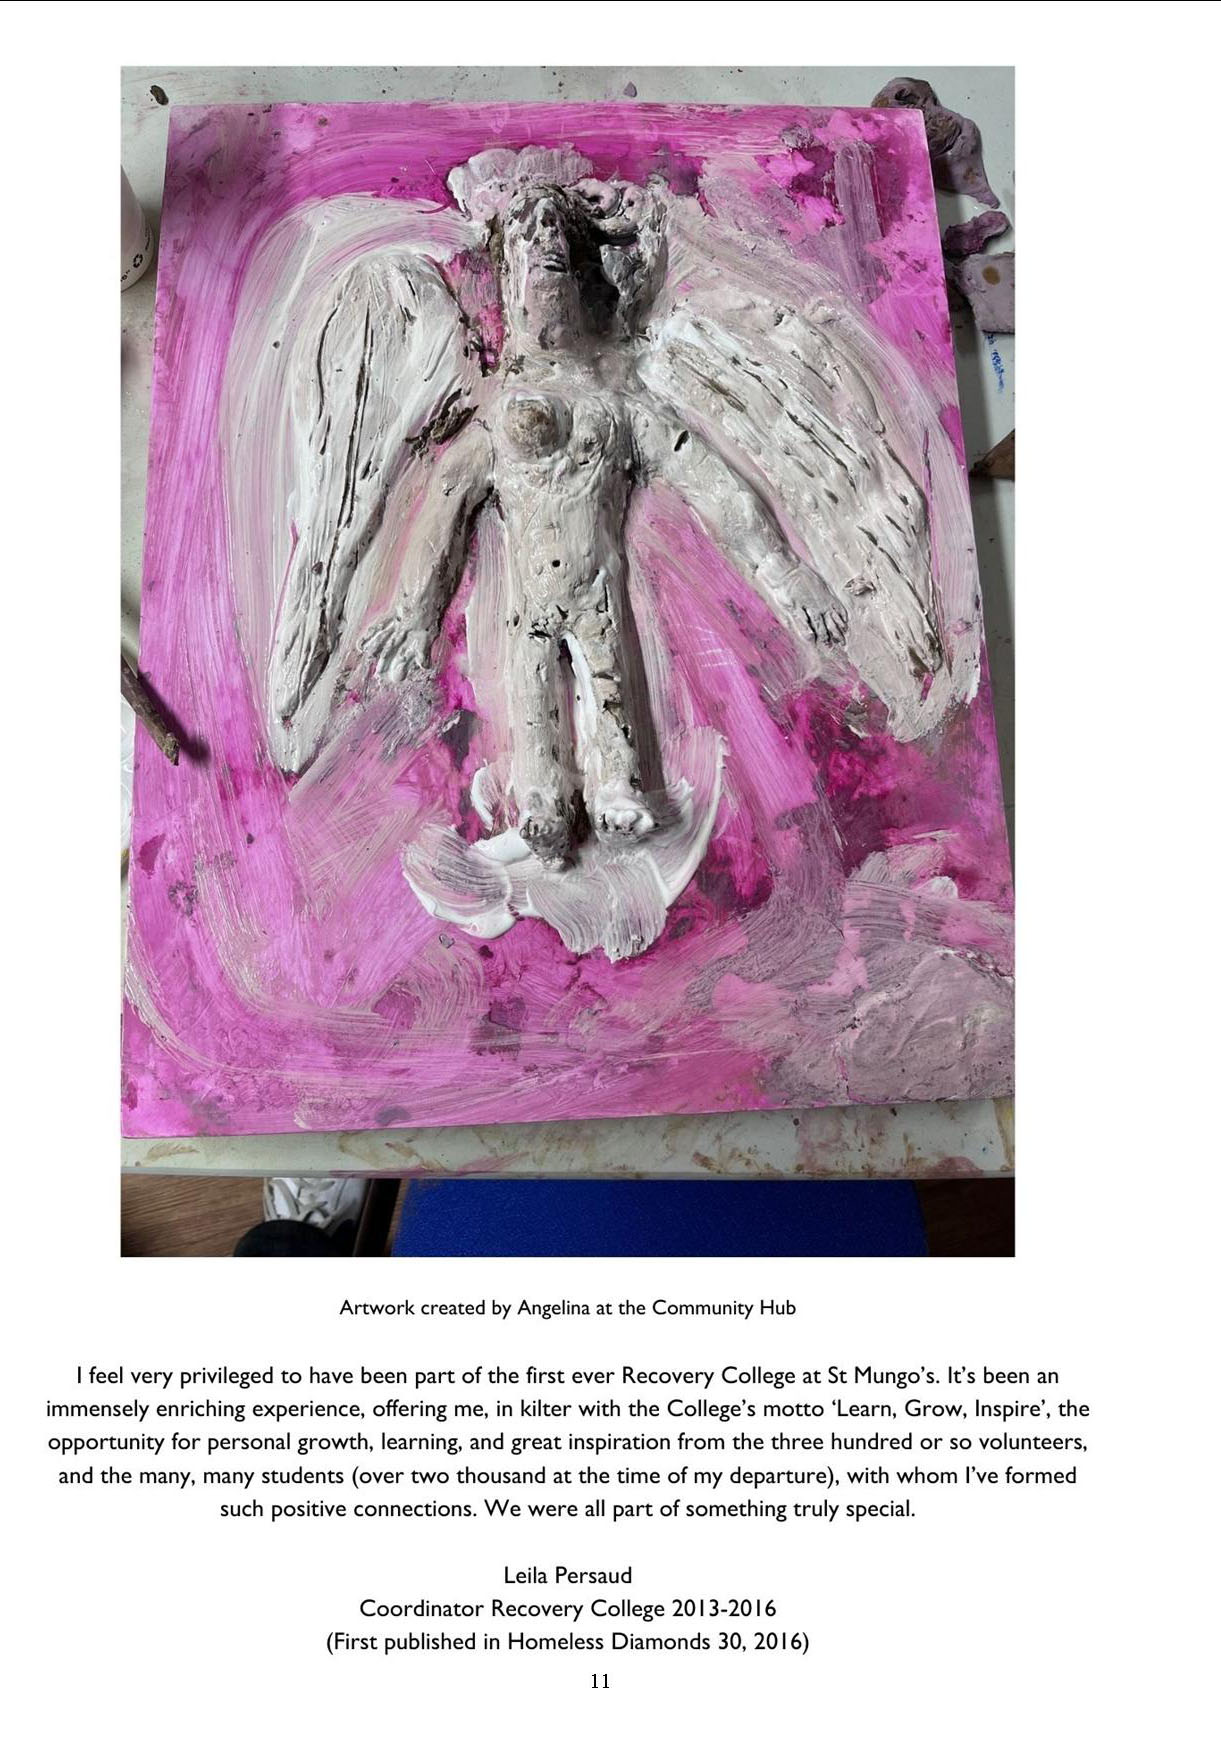 Artwork created by Angelina at the Community Hub
I feel very privileged to have been part of the first ever Recovery College at St Mungo’s. It’s been an
immensely enriching experience, offering me, in kilter with the College’s motto ‘Learn, Grow, Inspire’, the
opportunity for personal growth, learning, and great inspiration from the three hundred or so volunteers,
and the many, many students (over two thousand at the time of my departure), with whom I’ve formed
such positive connections. We were all part of something truly special.
Leila Persaud
Coordinator Recovery College 2013-2016
(First published in Homeless Diamonds 30, 2016)
11